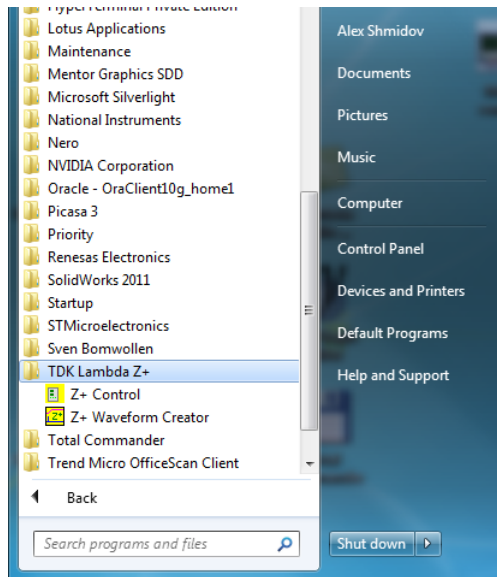 HyperTerminal Private Edition
Lotus Applications
Maintenance
Mentor Graphics SDD
Microsoft Silverlight
National Instruments
Nero
NVIDIA Corporation
Oracle - OraClient10g_home1
Picasa 3
Priority
Renesas Electronics
SolidWorks 2011
Startup
STMicroelectronics
Sven Bomwollen
TDK Lambda Z+
Z+ Control
Z+ Waveform Creator
Total Commander
Trend Micro OfficeScan Client
Back
Search programs and files
Alex Shmidov
Documents
Pictures
Music
Computer
Control Panel
Devices and Printers
Default Programs
Help and Support
Shut down